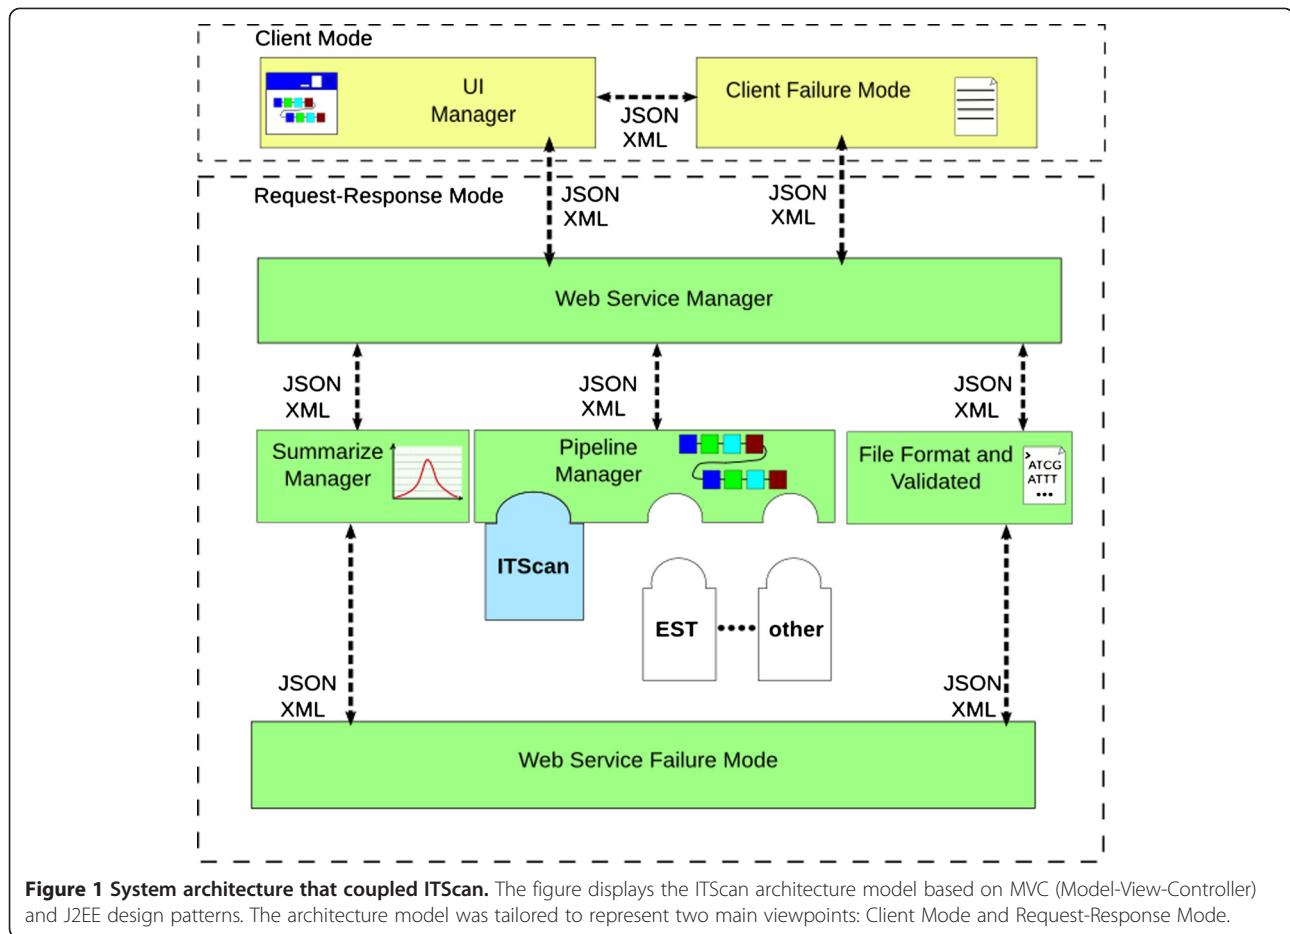 Client Mode
UI
Manager
JSON
XML
Client Failure Mode
Request-Response Mode
JSON
XML
JSON
XML
Web Service Manager
JSON
XML
JSON
XML
JSON
XML
Summarize
Manager
Pipeline
Manager
File Format and
Validated
ATCG
ATTT
•••
ITScan
EST
other
JSON
XML
JSON
XML
Web Service Failure Mode
Figure 1 System architecture that coupled ITScan. The figure displays the ITScan architecture model based on MVC (Model-View-Controller)
and J2EE design patterns. The architecture model was tailored to represent two main viewpoints: Client Mode and Request-Response Mode.